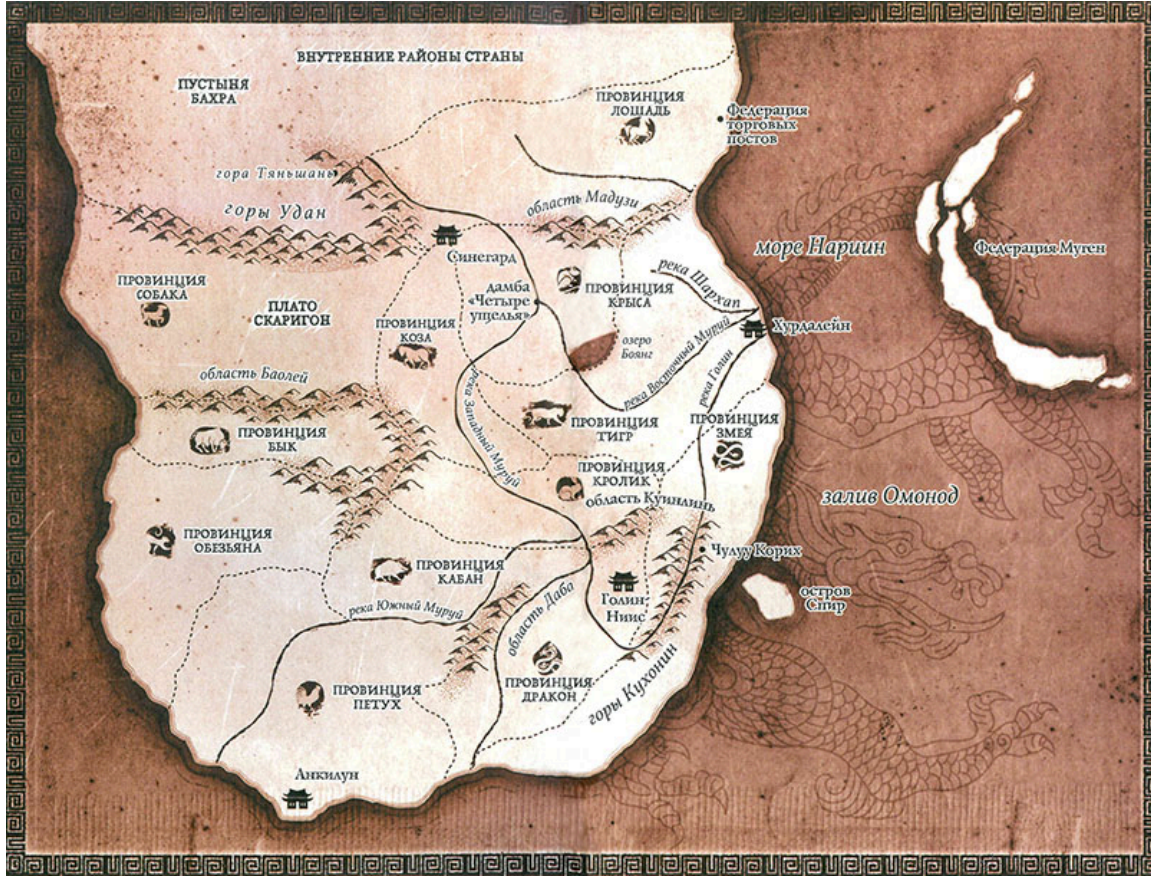 ВНУТРЕННИЕ РАЙОНЫ СТРАНЫ
ПУСТЫНЯ
БАХРА
ПРОВИНЦИЯ
ЛОШАДЬ
Федерация
торговых
постов
гора Тяньшань
горы Удан
область Мадузи
Синегард
море Нариин
Федерация Муген
ПРОВИНЦИЯ
СОБАКА
ПЛАТО
СКАРИГОН
дамба
«Четыре
ущелья»
ПРОВИНЦИЯ
КРЫСА
река Шархап
Хурдалейн
ПРОВИНЦИЯ
КОЗА
озеро
Боянг
река Восточный Муруй
река Голин
область Баолей
река Западный Муруй
ПРОВИНЦИЯ
БЫК
ПРОВИНЦИЯ
ТИГР
ПРОВИНЦИЯ
ЗМЕЯ
ПРОВИНЦИЯ
КРОЛИК
область Куинлинь
залив Омонод
ПРОВИНЦИЯ
ОБЕЗЬЯНА
ПРОВИНЦИЯ
КАБАН
Чулуу Корих
Голин
Ниис
остров
Спир
река Южный Муруй
область Даба
ПРОВИНЦИЯ
ПЕТУХ
ПРОВИНЦИЯ
ДРАКОН
горы Кухонин
Анкилун